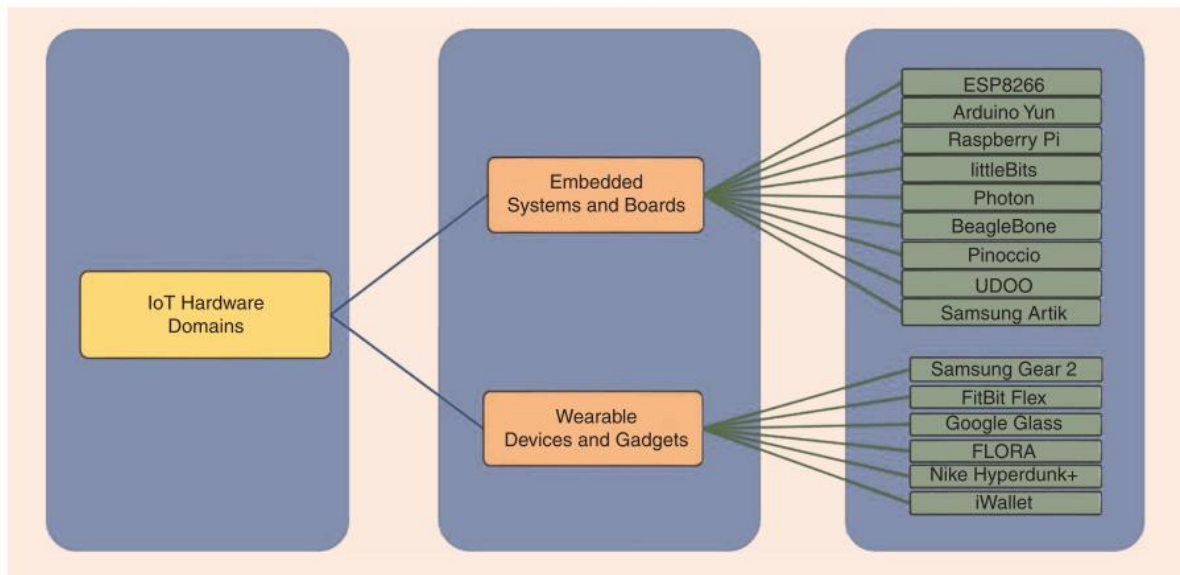 IoT Hardware
Domains
Embedded
Systems and Boards
Wearable
Devices and Gadgets
ESP8266
Arduino Yun
Raspberry Pi
littleBits
Photon
BeagleBone
Pinoccio
UDOO
Samsung Artik
Samsung Gear 2
FitBit Flex
Google Glass
FLORA
Nike Hyperdunk+
iWallet